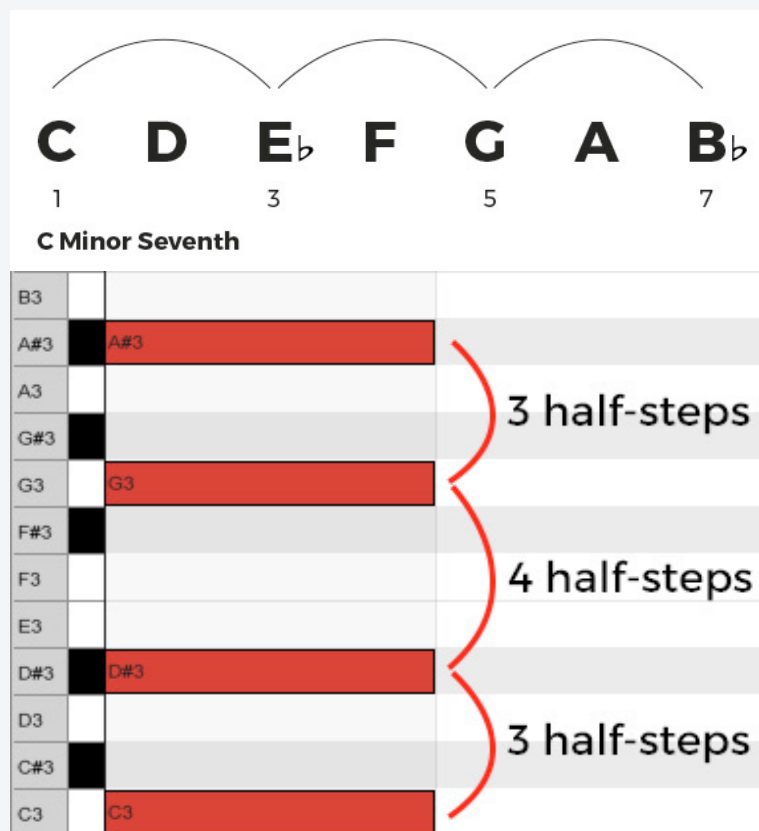 C D E♭ F G A B♭
1 3 5 7
C Minor Seventh
B3
A#3 A#3
A3
3 half-steps
G#3
G3 G3
F#3
F3
4 half-steps
E3
D#3 D#3
D3
3 half-steps
C#3
C3 C3